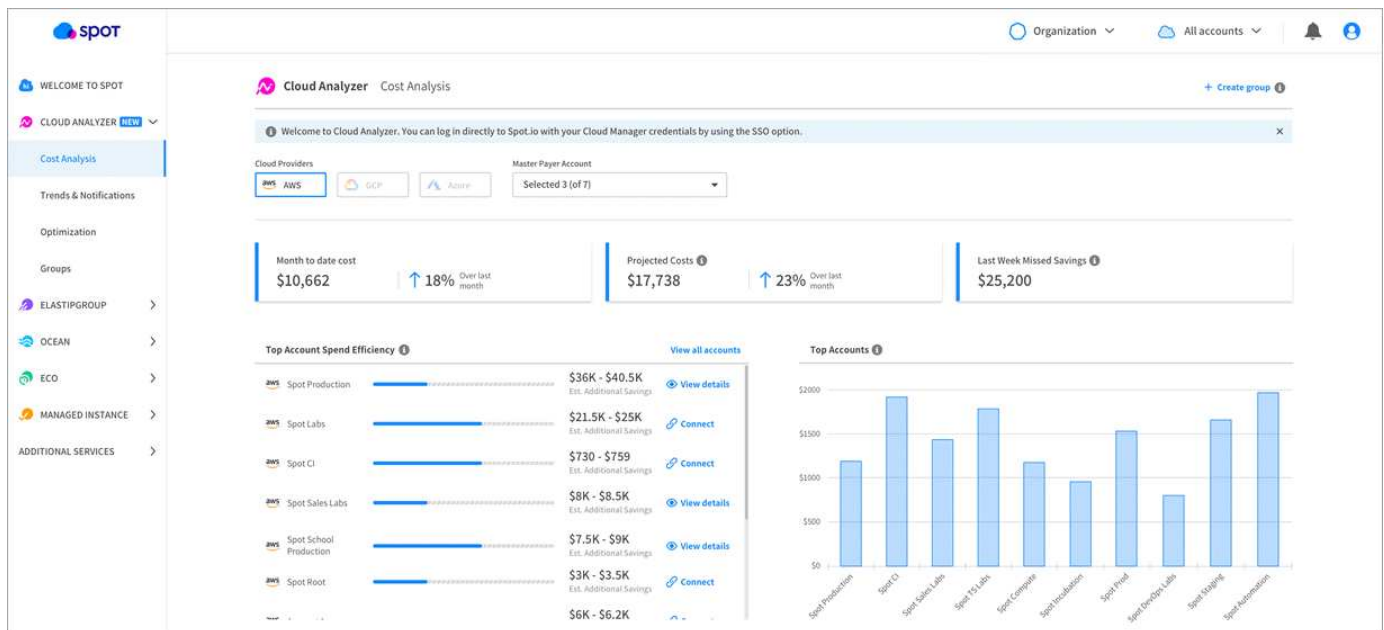 spot
Organization
All accounts
WELCOME TO SPOT
CLOUD ANALYZER NEW
Cost Analysis
Trends & Notifications
Optimization
Groups
ELASTIPGROUP
OCEAN
ECO
MANAGED INSTANCE
ADDITIONAL SERVICES
Cloud Analyzer Cost Analysis
+ Create group
Welcome to Cloud Analyzer. You can log in directly to Spot.io with your Cloud Manager credentials by using the SSO option.
Cloud Providers
aws AWS
GCP
Azure
Master Payer Account
Selected 3 (of 7)
Month to date cost
$10,662
18% Over last
month
Projected Costs
$17,738
23% Over last
month
Last Week Missed Savings
$25,200
Top Account Spend Efficiency
View all accounts
aws Spot Production
$36K - $40.5K
Est. Additional Savings
View details
aws Spot Labs
$21.5K - $25K
Est. Additional Savings
Connect
aws Spot CI
$730 - $759
Est. Additional Savings
Connect
aws Spot Sales Labs
$8K - $8.5K
Est. Additional Savings
View details
aws Spot School
Production
$7.5K - $9K
Est. Additional Savings
View details
aws Spot Root
$3K - $3.5K
Est. Additional Savings
Connect
$6K - $6.2K
Top Accounts
$2000
$1500
$1000
$500
$0
Spot Production
Spot CI
Spot Sales Labs
Spot TS Labs
Spot Compute
Spot Incubation
Spot Prod
Spot DevOps Labs
Spot Staging
Spot Automation